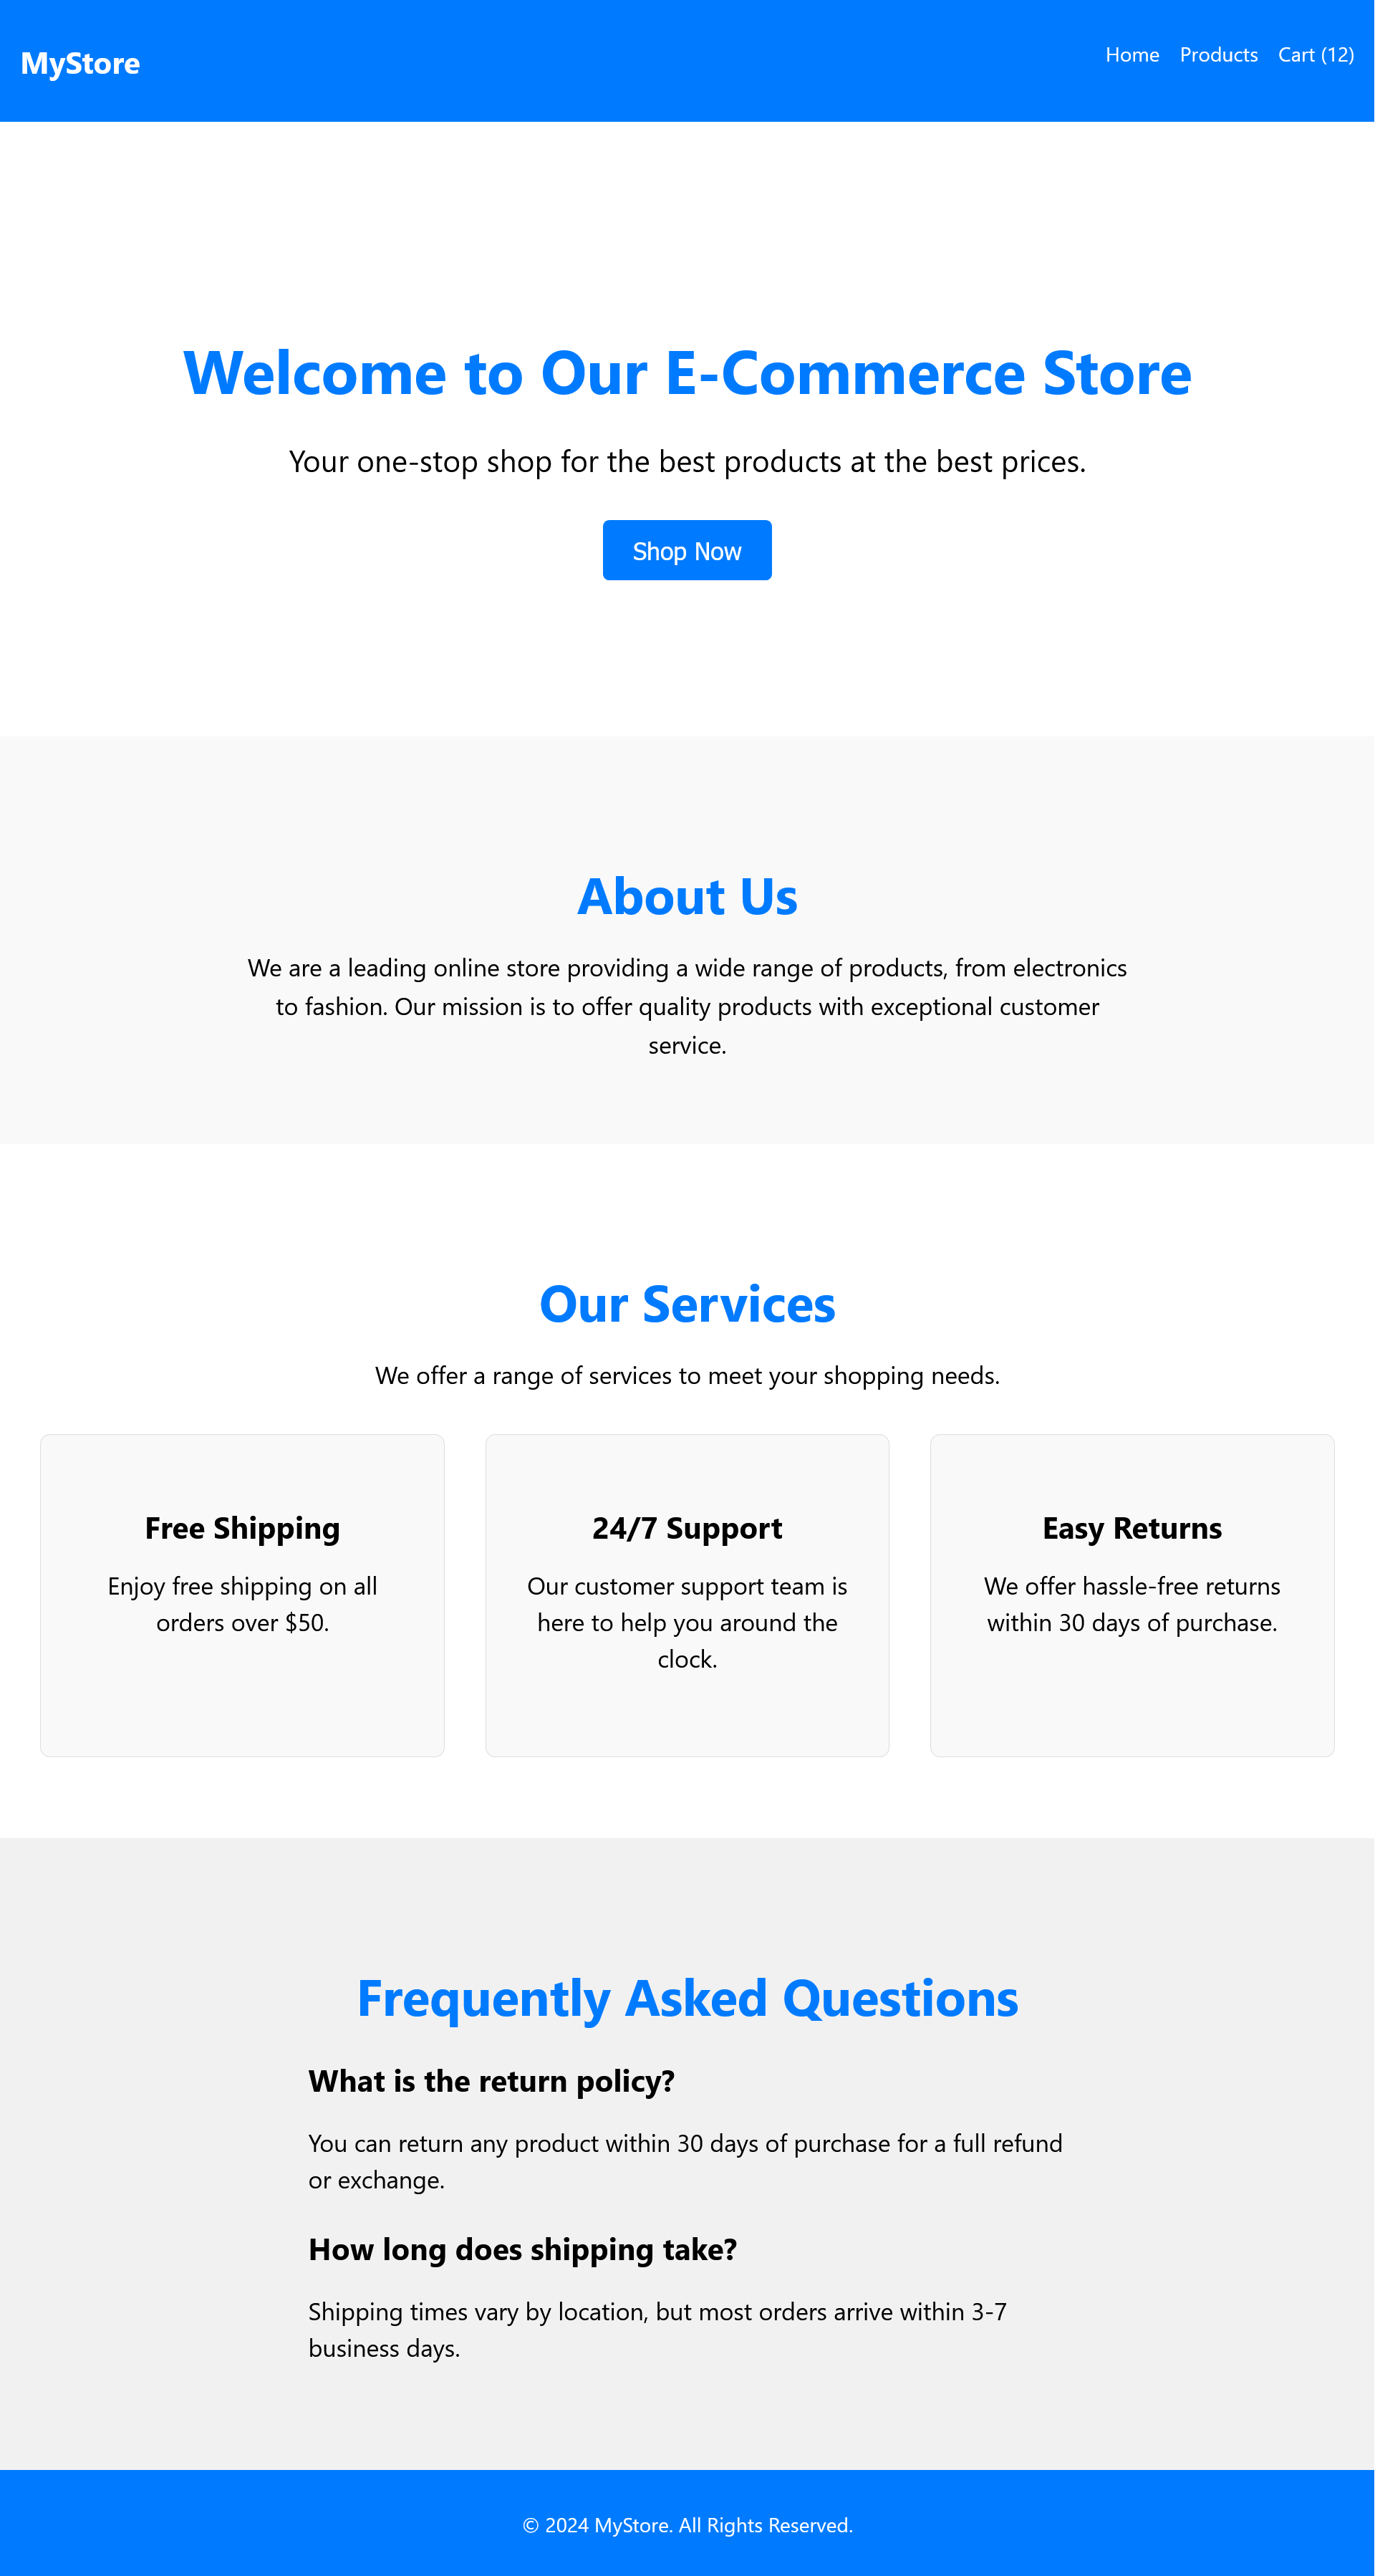 MyStore
Home Products Cart (12)
Welcome to Our E-Commerce Store
Your one-stop shop for the best products at the best prices.
Shop Now
About Us
We are a leading online store providing a wide range of products, from electronics
to fashion. Our mission is to offer quality products with exceptional customer
service.
Our Services
We offer a range of services to meet your shopping needs.
Free Shipping
Enjoy free shipping on all
orders over $50.
24/7 Support
Our customer support team is
here to help you around the
clock.
Easy Returns
We offer hassle-free returns
within 30 days of purchase.
Frequently Asked Questions
What is the return policy?
You can return any product within 30 days of purchase for a full refund
or exchange.
How long does shipping take?
Shipping times vary by location, but most orders arrive within 3-7
business days.
© 2024 MyStore. All Rights Reserved.